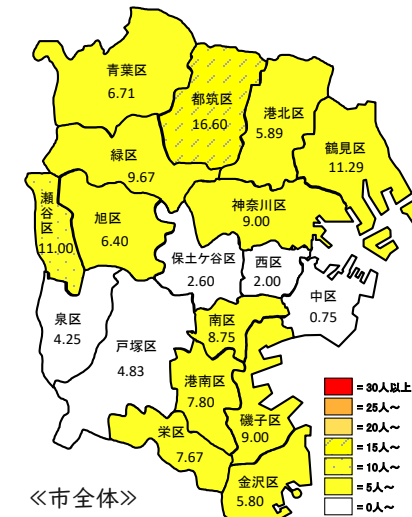 青葉区
6.71
都筑区
16.60
港北区
5.89
鶴見区
11.29
緑区
9.67
瀬谷区
11.00
旭区
6.40
神奈川区
9.00
保土ケ谷区
2.60
西区
2.00
中区
0.75
泉区
4.25
戸塚区
4.83
南区
8.75
港南区
7.80
磯子区
9.00
栄区
7.67
金沢区
5.80
≪市全体≫
=30人以上
=25人~
=20人~
=15人~
=10人~
=5人~
=0人~